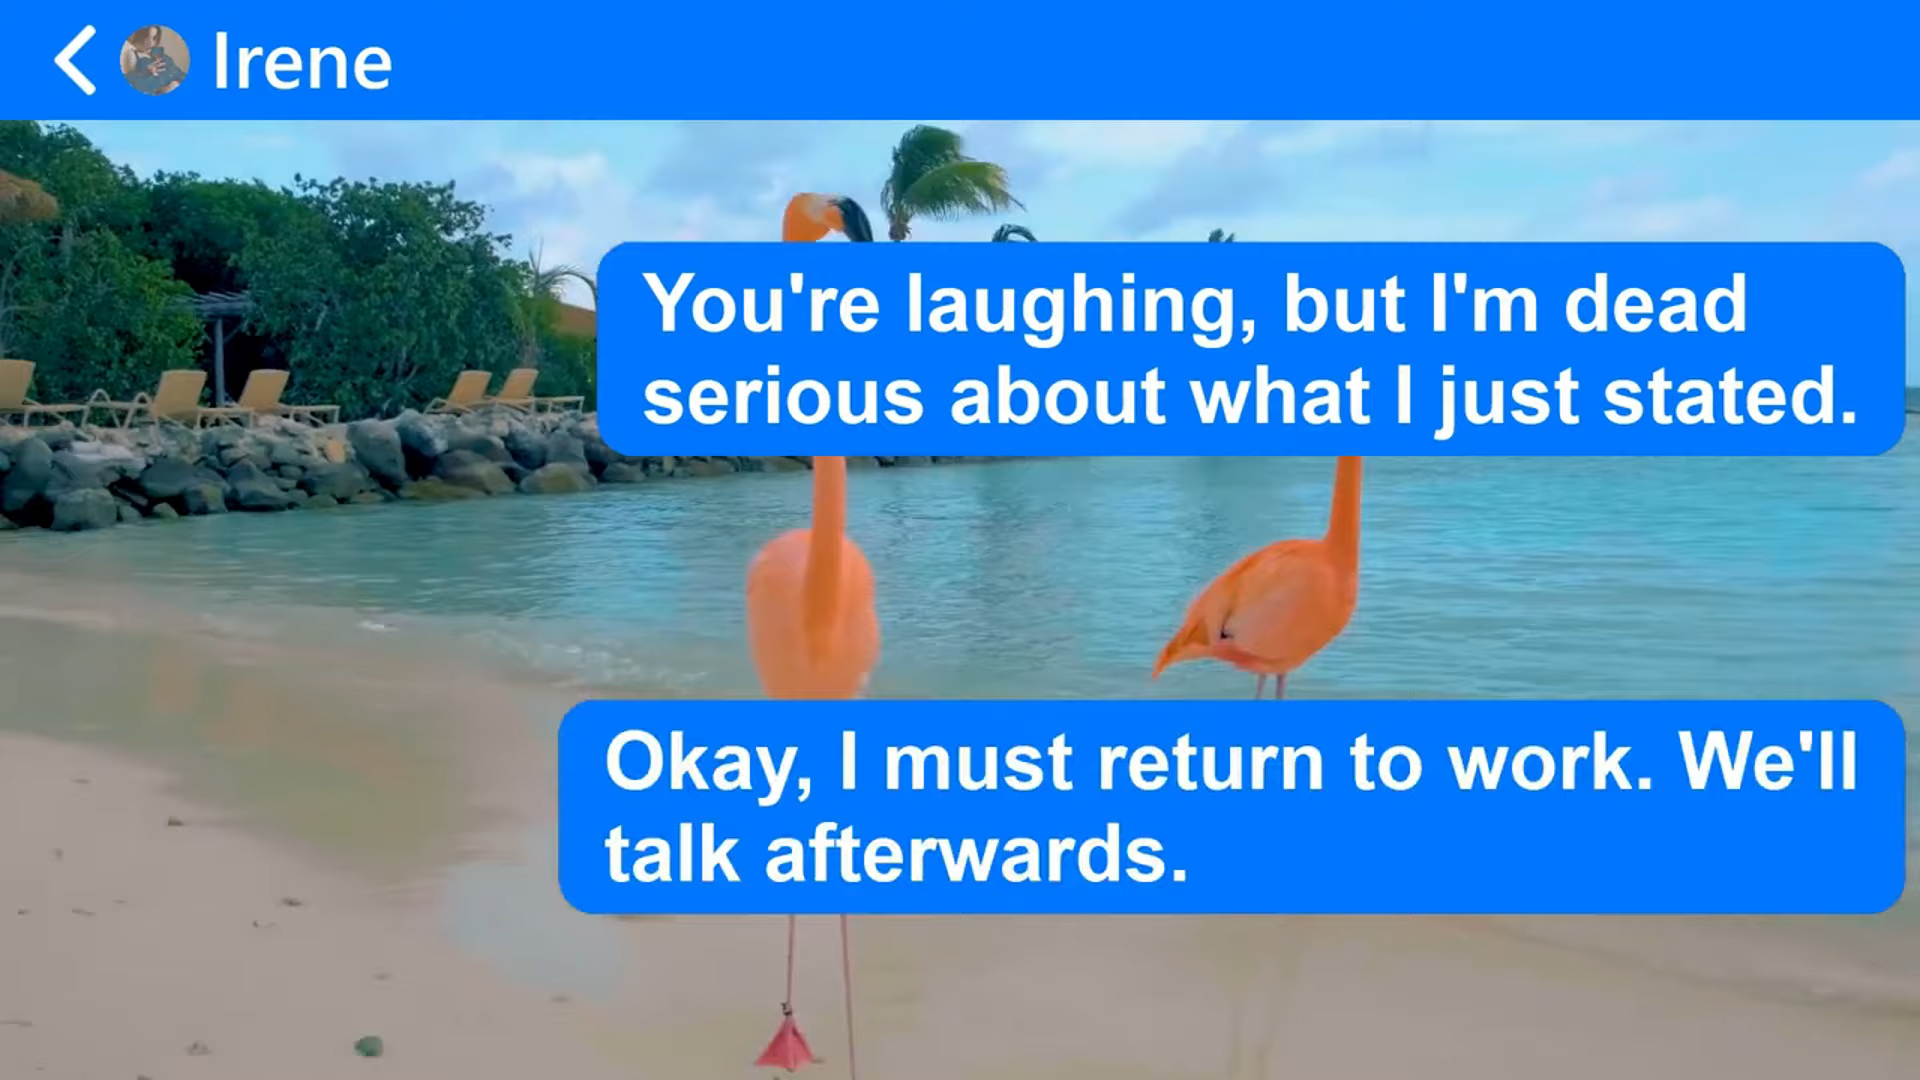 Irene
You're laughing, but I'm dead
serious about what I just stated.
Okay, I must return to work. We'll
talk afterwards.